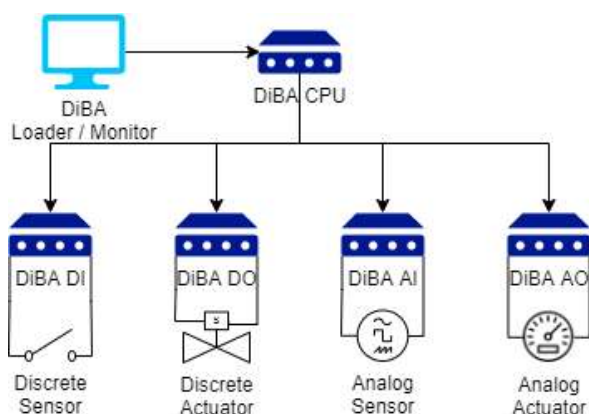 DiBA
Loader / Monitor
DiBA CPU
DiBA DI
DiBA DO
DiBA AI
DiBA AO
S
Discrete
Sensor
Discrete
Actuator
Analog
Sensor
Analog
Actuator